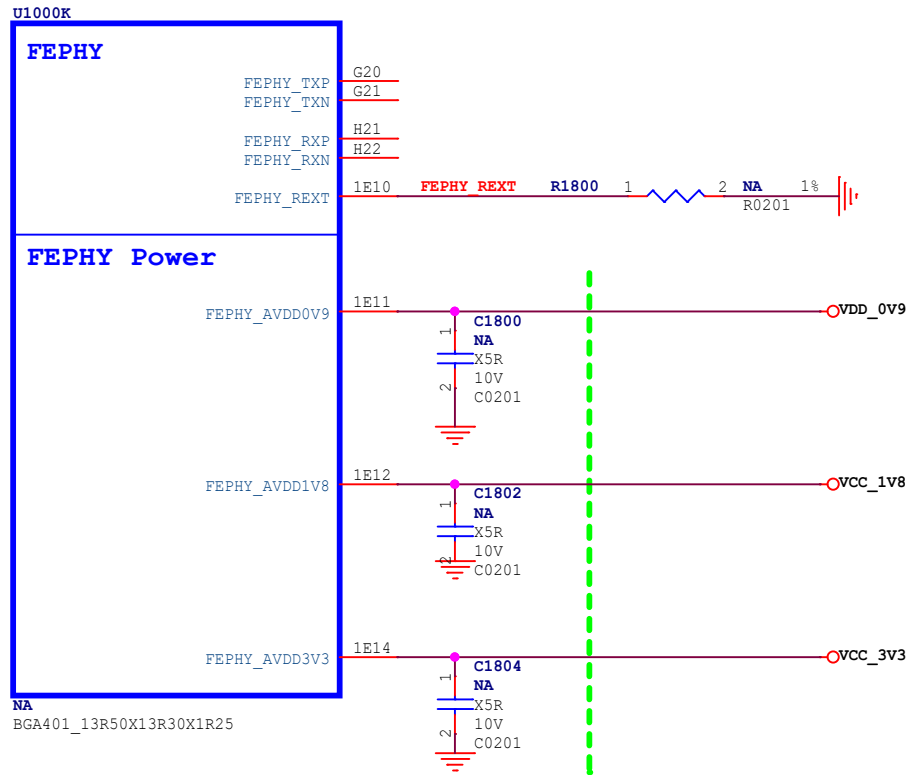 U1000K
FEPHY
FEPHY_TXP G20
FEPHY_TXN G21
FEPHY_RXP H21
FEPHY_RXN H22
FEPHY_REXT 1E10 FEPHY_REXT R1800 1 2 NA 1%
R0201
FEPHY Power
FEPHY_AVDD0V9 1E11 VDD_0V9
1 C1800
NA
X5R
10V
2 C0201
FEPHY_AVDD1V8 1E12 VCC_1V8
1 C1802
NA
X5R
10V
2 C0201
FEPHY_AVDD3V3 1E14 VCC_3V3
1 C1804
NA
X5R
10V
2 C0201
NA
BGA401_13R50X13R30X1R25